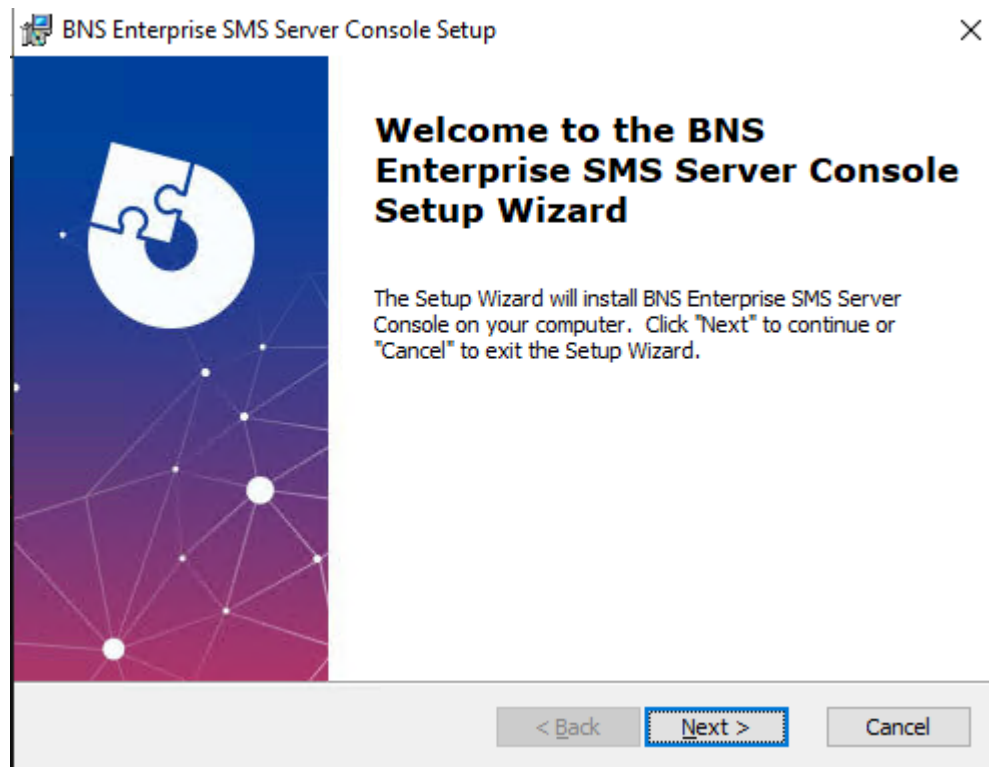 BNS Enterprise SMS Server Console Setup
Welcome to the BNS
Enterprise SMS Server Console
Setup Wizard
The Setup Wizard will install BNS Enterprise SMS Server
Console on your computer.  Click "Next" to continue or
"Cancel" to exit the Setup Wizard.
< Back
Next >
Cancel